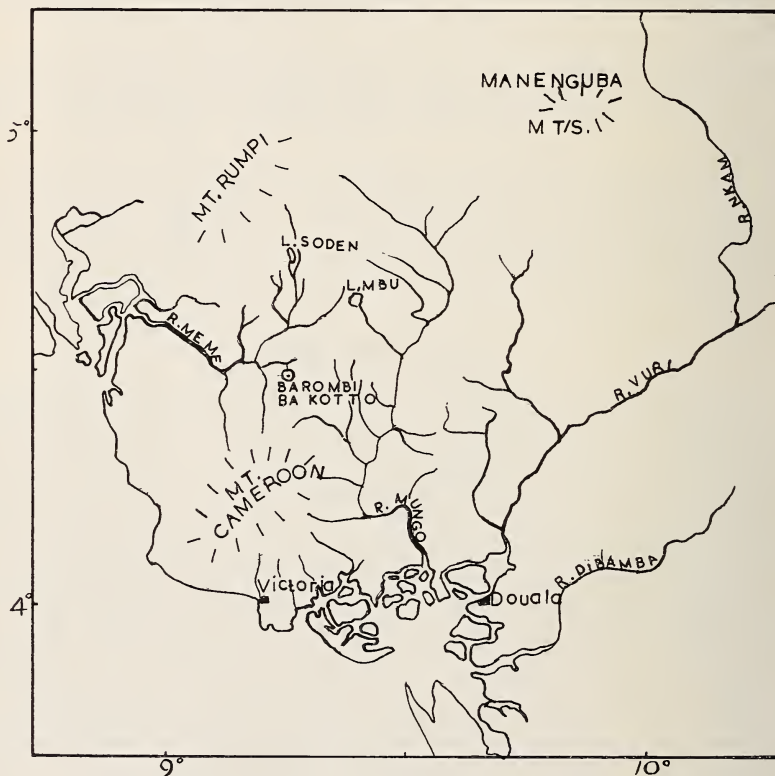 MANENGUBA
MT/S.
5°
MT. RUMPI
R. NKAM
L. SODEN
L. MBU
R. MEME
BAROMBI
BA KOTTO
R. VURI
MT.
CAMEROON
R. MUNGO
R. DIBAMBA
Victoria
Douala
4°
9°
10°